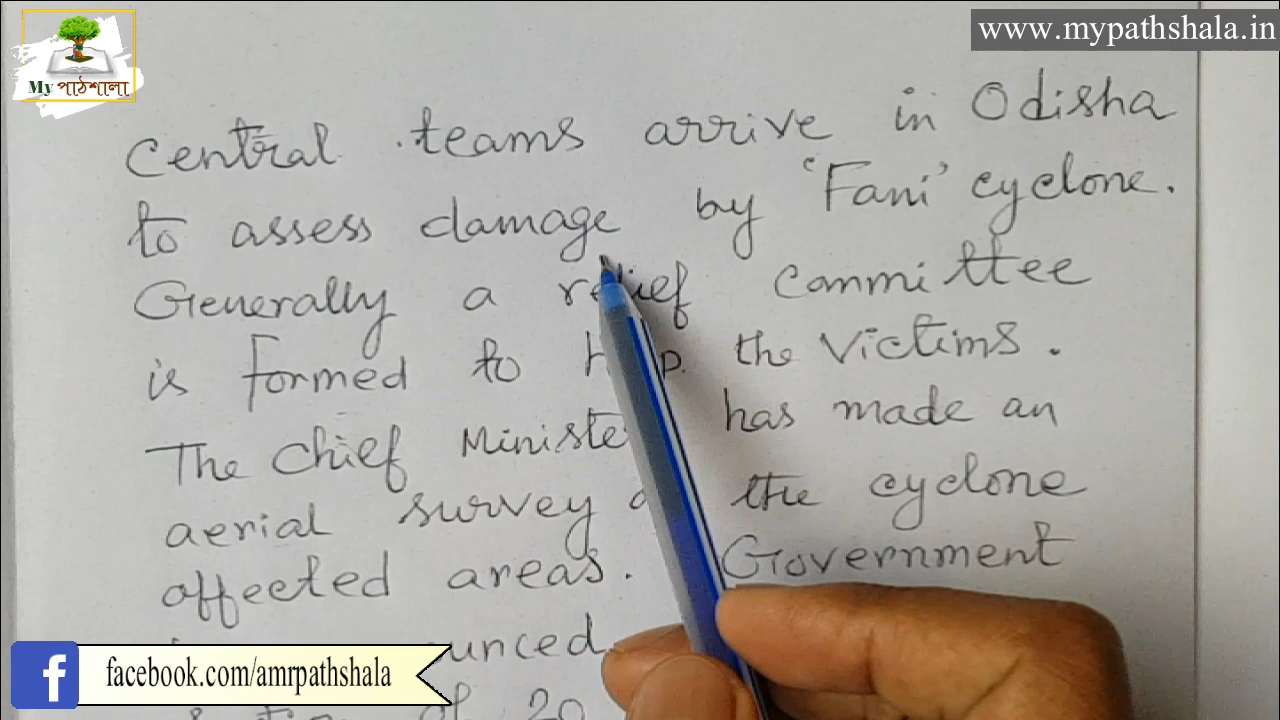 www.mypathshala.in
My পাঠশালা
Central teams arrive in Odisha
to assess damage by 'Fani' cyclone.
Generally a relief committee
is formed to the victims.
The Chief Minister has made an
aerial survey the cyclone
affected areas. Government
of 20
facebook.com/amrpathshala